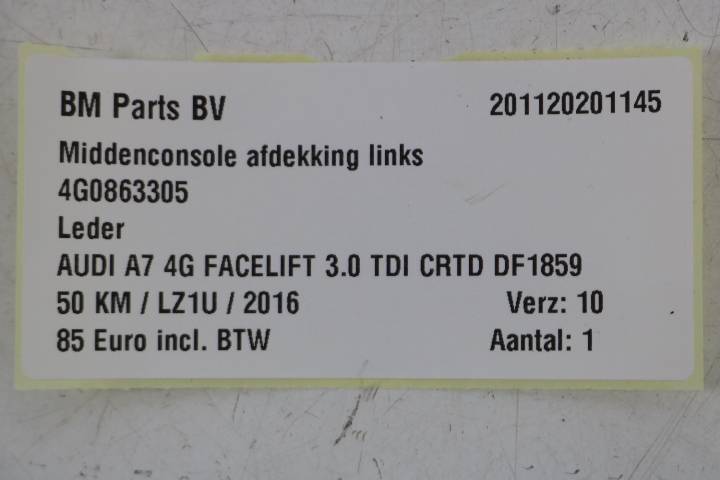 BM Parts BV 201120201145
Middenconsole afdekking links
4G0863305
Leder
AUDI A7 4G FACELIFT 3.0 TDI CRTD DF1859
50 KM / LZ1U / 2016 Verz: 10
85 Euro incl. BTW Aantal: 1